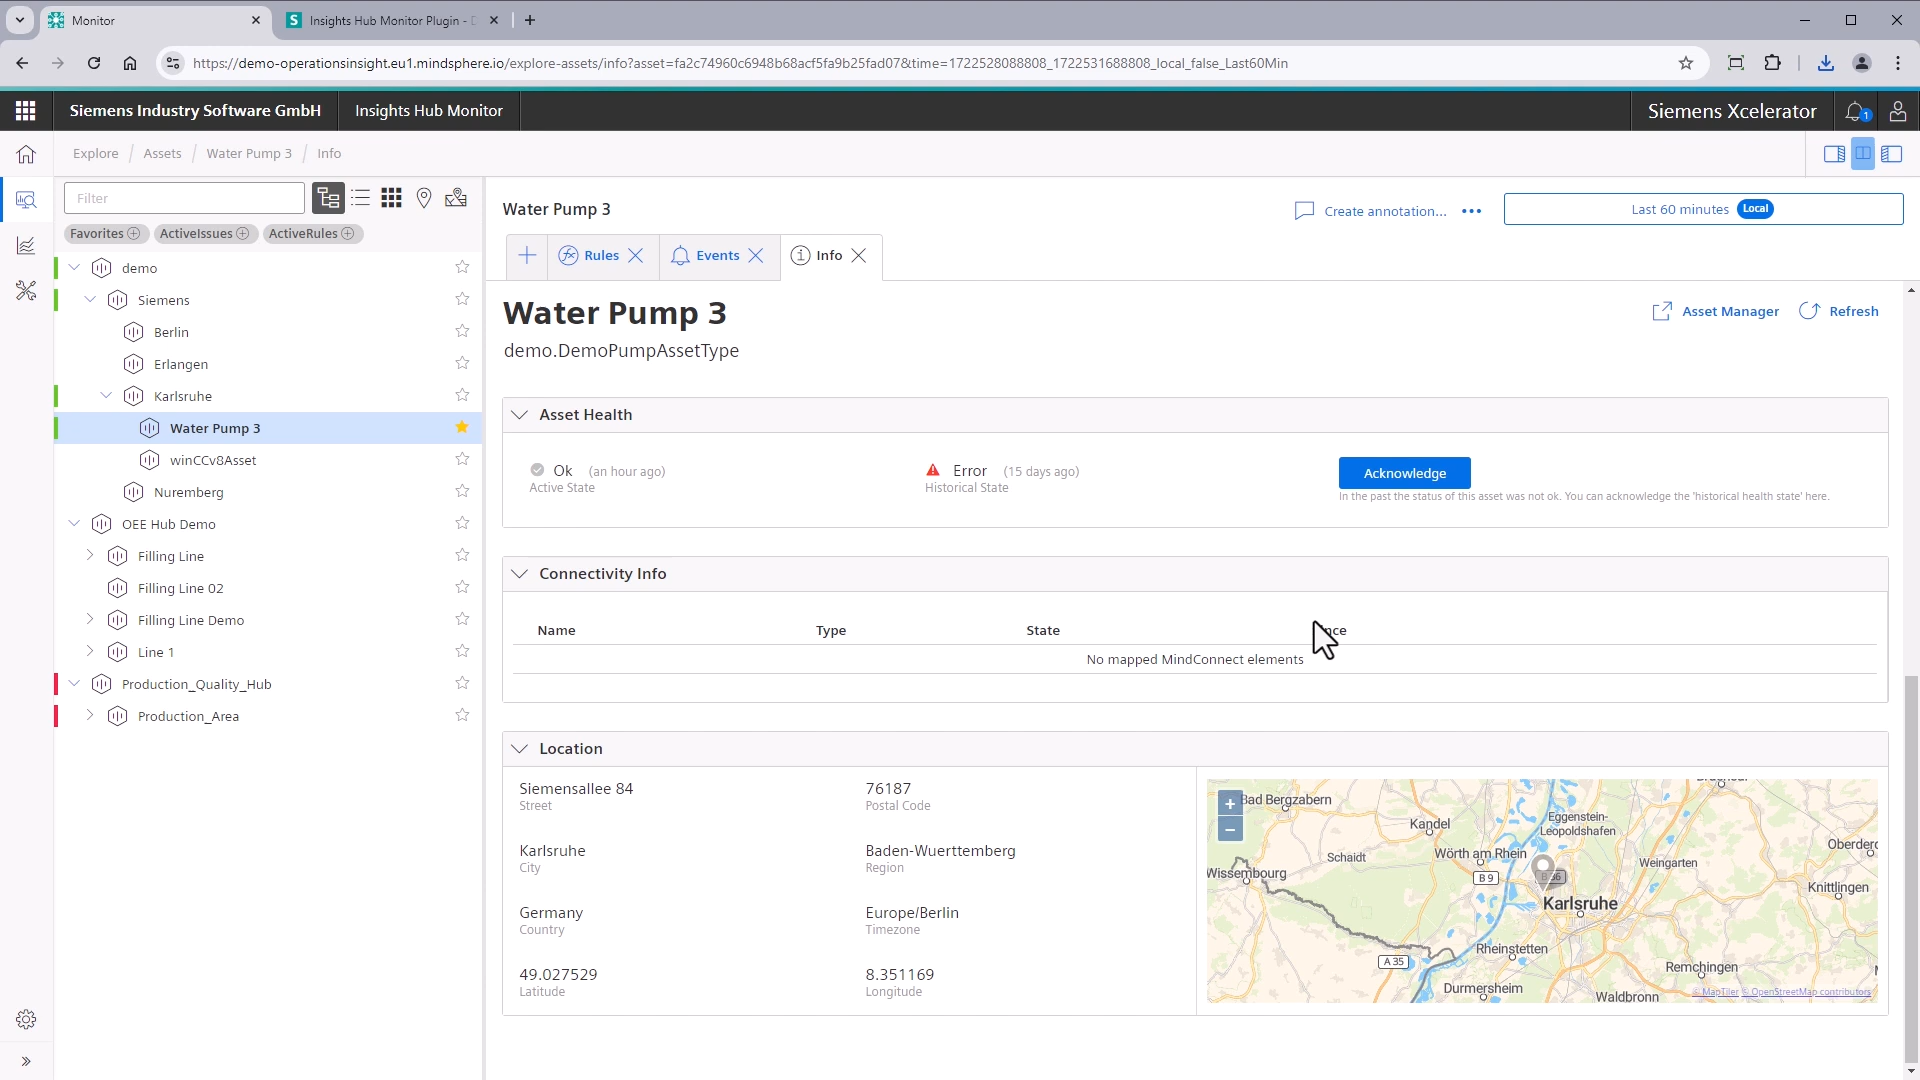 Monitor
S Insights Hub Monitor Plugin - D
https://demo-operationsinsight.eu1.mindsphere.io/explore-assets/info?asset=fa2c74960c6948b68acf5fa9b25fad07&time=1722528088808_1722531688808_local_false_Last60Min
Siemens Industry Software GmbH
Insights Hub Monitor
Siemens Xcelerator
1
Explore / Assets / Water Pump 3 / Info
Filter
Favorites
ActiveIssues
ActiveRules
demo
Siemens
Berlin
Erlangen
Karlsruhe
Water Pump 3
winCCv8Asset
Nuremberg
OEE Hub Demo
Filling Line
Filling Line 02
Filling Line Demo
Line 1
Production_Quality_Hub
Production_Area
Water Pump 3
Create annotation...
Last 60 minutes Local
Rules
Events
Info
Water Pump 3
Asset Manager
Refresh
demo.DemoPumpAssetType
Asset Health
Ok (an hour ago)
Active State
Error (15 days ago)
Historical State
Acknowledge
In the past the status of this asset was not ok. You can acknowledge the 'historical health state' here.
Connectivity Info
Name Type State
No mapped MindConnect elements
Location
Siemensallee 84
Street
76187
Postal Code
Karlsruhe
City
Baden-Wuerttemberg
Region
Germany
Country
Europe/Berlin
Timezone
49.027529
Latitude
8.351169
Longitude
+
−
Bad Bergzabern
Kandel
Eggenstein-
Leopoldshafen
Schaidt
Wörth am Rhein
Weingarten
Oberderd
Wissembourg
B 9
B 36
Knittlingen
Karlsruhe
Rheinstetten
A 35
Remchingen
Durmersheim
Waldbronn
© MapTiler © OpenStreetMap contributors